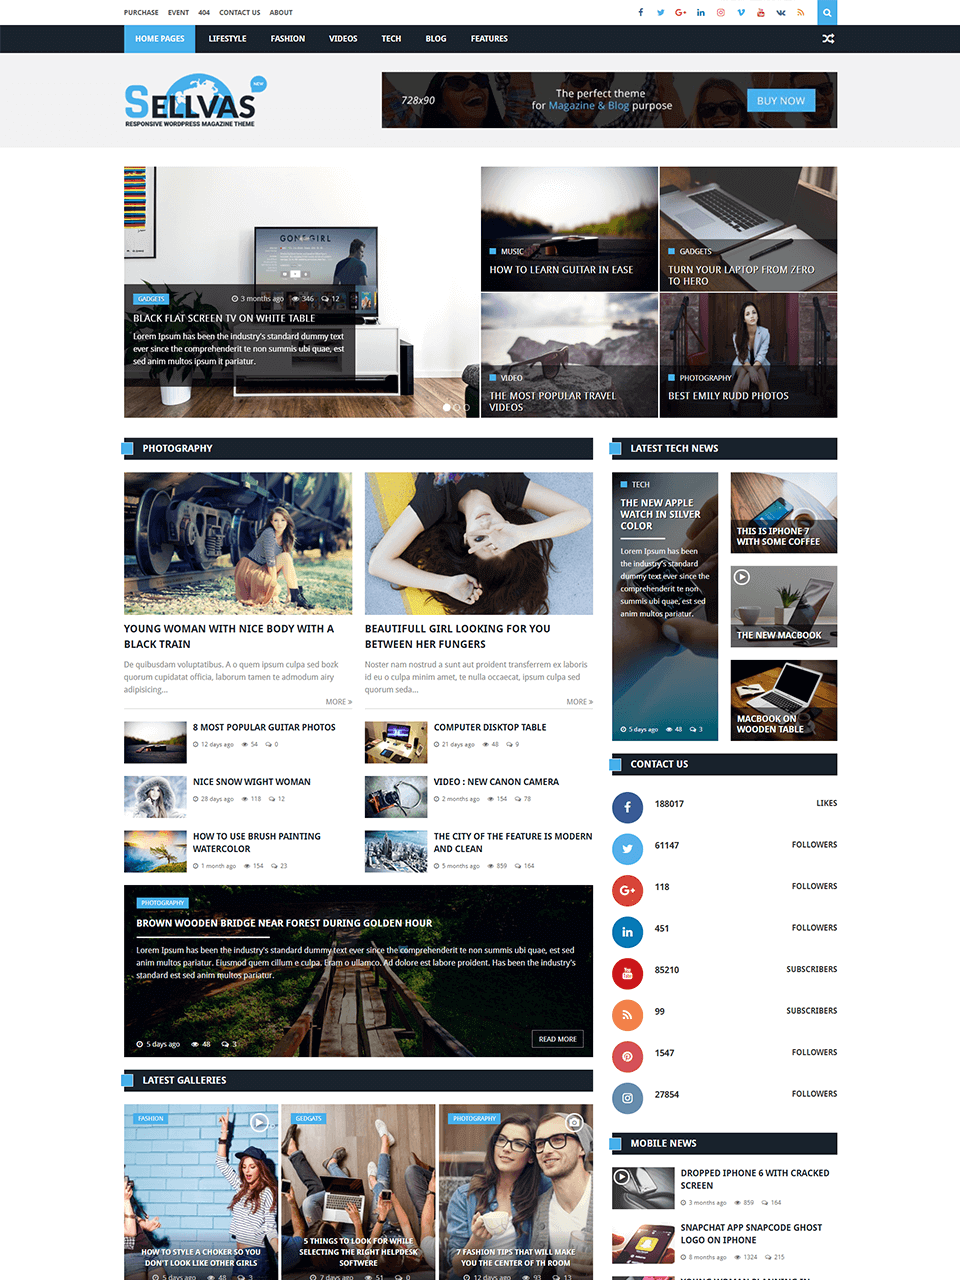 PURCHASE EVENT 404 CONTACT US ABOUT
HOME PAGES LIFESTYLE FASHION VIDEOS TECH BLOG FEATURES
SELLVAS NEW
RESPONSIVE WORDPRESS MAGAZINE THEME
728x90
The perfect theme
for Magazine & Blog purpose
BUY NOW
GONE GIRL
GADGETS 3 months ago 346 12
BLACK FLAT SCREEN TV ON WHITE TABLE
Lorem Ipsum has been the industry's standard dummy text
ever since the comprehenderit te non summis ubi quae, est
sed anim multos ipsum it pariatur.
MUSIC
HOW TO LEARN GUITAR IN EASE
GADGETS
TURN YOUR LAPTOP FROM ZERO
TO HERO
VIDEO
THE MOST POPULAR TRAVEL
VIDEOS
PHOTOGRAPHY
BEST EMILY RUDD PHOTOS
PHOTOGRAPHY
YOUNG WOMAN WITH NICE BODY WITH A
BLACK TRAIN
De quibusdam voluptatibus. A o quem ipsum culpa sed bozk
quorum cupidatat officia, laborum tamen te admodum airy
adipisicing...
MORE »
BEAUTIFULL GIRL LOOKING FOR YOU
BETWEEN HER FUNGERS
Noster nam nostrud a sunt aut proident transferrem ex laboris
id eu o culpa minim amet, te nulla occaecat, ipsum culpa sed
quorum seda...
MORE »
8 MOST POPULAR GUITAR PHOTOS
12 days ago 54 0
COMPUTER DISKTOP TABLE
21 days ago 48 9
NICE SNOW WIGHT WOMAN
28 days ago 118 12
VIDEO : NEW CANON CAMERA
2 months ago 154 78
HOW TO USE BRUSH PAINTING
WATERCOLOR
1 month ago 154 23
THE CITY OF THE FEATURE IS MODERN
AND CLEAN
5 months ago 859 164
PHOTOGRAPHY
BROWN WOODEN BRIDGE NEAR FOREST DURING GOLDEN HOUR
Lorem Ipsum has been the industry's standard dummy text ever since the comprehenderit te non summis ubi quae, est sed
anim multos pariatur. Eiusmod quem cillum e culpa. Eram o ullamco. Ad dolore est labore proident. Has been the industry's
standard est sed anim multos pariatur.
5 days ago 48 3
READ MORE
LATEST GALLERIES
FASHION
HOW TO STYLE A CHOKER SO YOU
DON'T LOOK LIKE OTHER GIRLS
5 days ago 48 3
GEDGATS
5 THINGS TO LOOK FOR WHILE
SELECTING THE RIGHT HELPDESK
SOFTWERE
7 days ago 51 0
PHOTOGRAPHY
7 FASHION TIPS THAT WILL MAKE
YOU THE CENTER OF TH ROOM
12 days ago 93 13
LATEST TECH NEWS
TECH
THE NEW APPLE
WATCH IN SILVER
COLOR
Lorem Ipsum has been
the industry's standard
dummy text ever since the
comprehenderit te non
summis ubi quae, est sed
anim multos pariatur.
5 days ago 48 3
THIS IS IPHONE 7
WITH SOME COFFEE
THE NEW MACBOOK
MACBOOK ON
WOODEN TABLE
CONTACT US
188017 LIKES
61147 FOLLOWERS
118 FOLLOWERS
451 FOLLOWERS
85210 SUBSCRIBERS
99 SUBSCRIBERS
1547 FOLLOWERS
27854 FOLLOWERS
MOBILE NEWS
DROPPED IPHONE 6 WITH CRACKED
SCREEN
3 months ago 859 164
SNAPCHAT APP SNAPCODE GHOST
LOGO ON IPHONE
8 months ago 1324 215